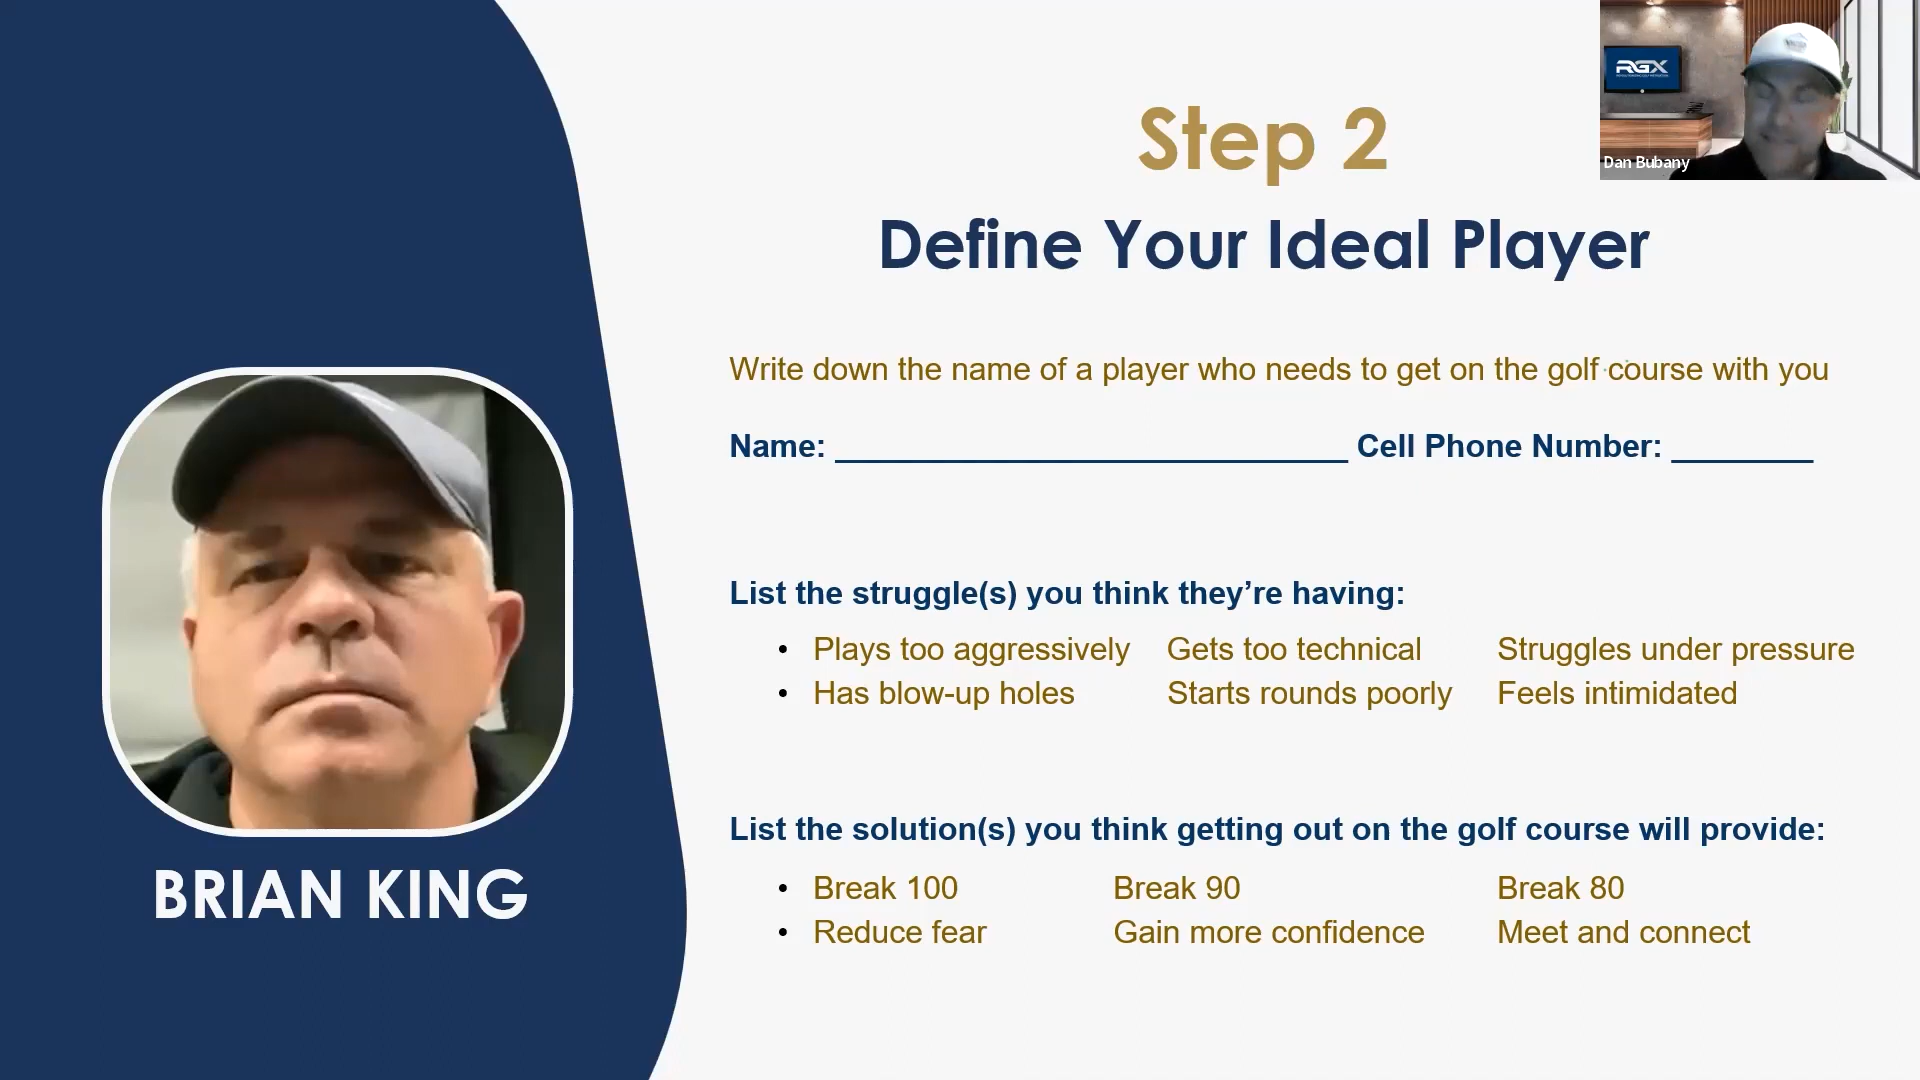 Step 2
RGX
Dan Bubany
Define Your Ideal Player
Write down the name of a player who needs to get on the golf course with you
Name: _____________________________ Cell Phone Number: ________
List the struggle(s) you think they’re having:
• Plays too aggressively Gets too technical Struggles under pressure
• Has blow-up holes Starts rounds poorly Feels intimidated
List the solution(s) you think getting out on the golf course will provide:
• Break 100 Break 90 Break 80
• Reduce fear Gain more confidence Meet and connect
BRIAN KING